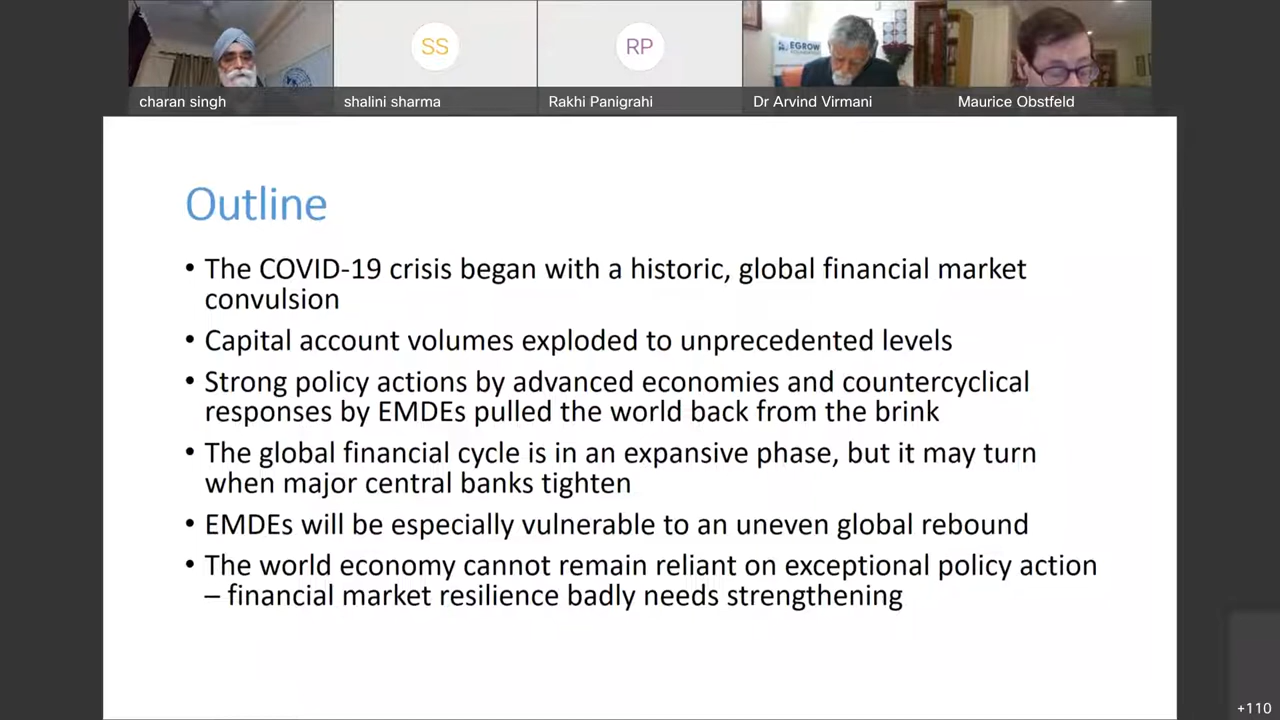 SS
RP
EGROW
charan singh
shalini sharma
Rakhi Panigrahi
Dr Arvind Virmani
Maurice Obstfeld
Outline
• The COVID-19 crisis began with a historic, global financial market
convulsion
• Capital account volumes exploded to unprecedented levels
• Strong policy actions by advanced economies and countercyclical
responses by EMDEs pulled the world back from the brink
• The global financial cycle is in an expansive phase, but it may turn
when major central banks tighten
• EMDEs will be especially vulnerable to an uneven global rebound
• The world economy cannot remain reliant on exceptional policy action
– financial market resilience badly needs strengthening
+110